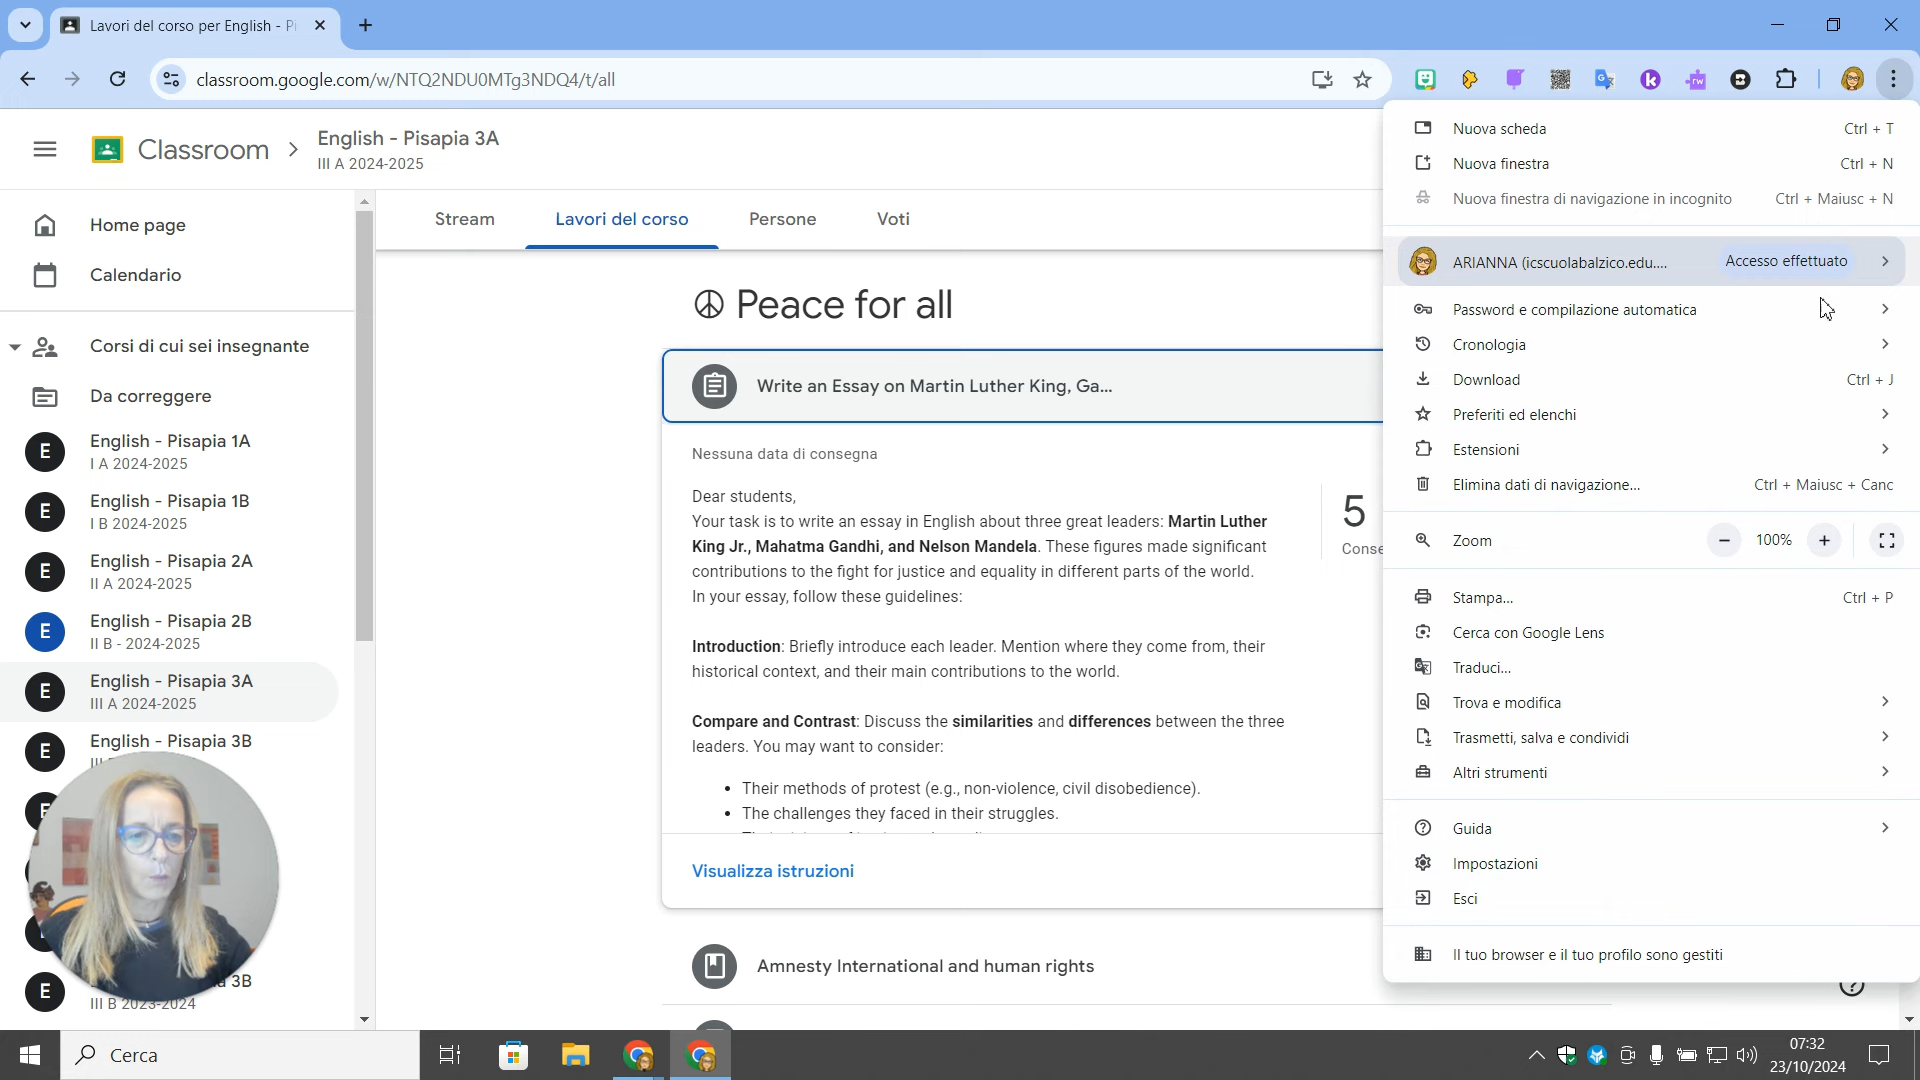 Lavori del corso per English - Pi
classroom.google.com/w/NTQ2NDU0MTg3NDQ4/t/all
Classroom
English - Pisapia 3A
III A 2024-2025
Home page
Calendario
Corsi di cui sei insegnante
Da correggere
E
English - Pisapia 1A
I A 2024-2025
E
English - Pisapia 1B
I B 2024-2025
E
English - Pisapia 2A
II A 2024-2025
E
English - Pisapia 2B
II B - 2024-2025
E
English - Pisapia 3A
III A 2024-2025
E
English - Pisapia 3B
E
3B
III B 2023-2024
Stream
Lavori del corso
Persone
Voti
Peace for all
Write an Essay on Martin Luther King, Ga...
Nessuna data di consegna
Dear students,
Your task is to write an essay in English about three great leaders: Martin Luther
King Jr., Mahatma Gandhi, and Nelson Mandela. These figures made significant
contributions to the fight for justice and equality in different parts of the world.
In your essay, follow these guidelines:
Introduction: Briefly introduce each leader. Mention where they come from, their
historical context, and their main contributions to the world.
Compare and Contrast: Discuss the similarities and differences between the three
leaders. You may want to consider:
• Their methods of protest (e.g., non-violence, civil disobedience).
• The challenges they faced in their struggles.
5
Conse
Visualizza istruzioni
Amnesty International and human rights
Nuova scheda Ctrl + T
Nuova finestra Ctrl + N
Nuova finestra di navigazione in incognito Ctrl + Maiusc + N
ARIANNA (icscuolabalzico.edu.... Accesso effettuato
Password e compilazione automatica
Cronologia
Download Ctrl + J
Preferiti ed elenchi
Estensioni
Elimina dati di navigazione... Ctrl + Maiusc + Canc
Zoom 100%
Stampa... Ctrl + P
Cerca con Google Lens
Traduci...
Trova e modifica
Trasmetti, salva e condividi
Altri strumenti
Guida
Impostazioni
Esci
Il tuo browser e il tuo profilo sono gestiti
Cerca
07:32
23/10/2024